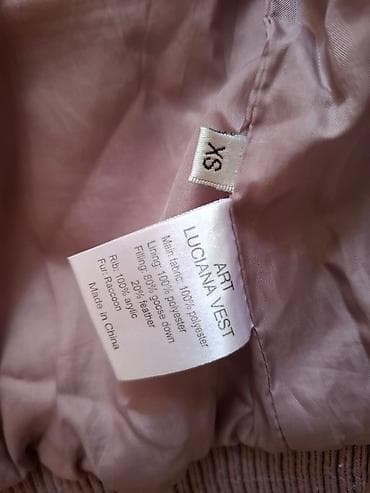 XS
ART
LUCIANA VEST
Main fabric: 100% polyester
Lining: 100% polyester
Filling: 80% goose down
20% feather
Rib: 100% arylic
Fur: Raccoon
Made in China